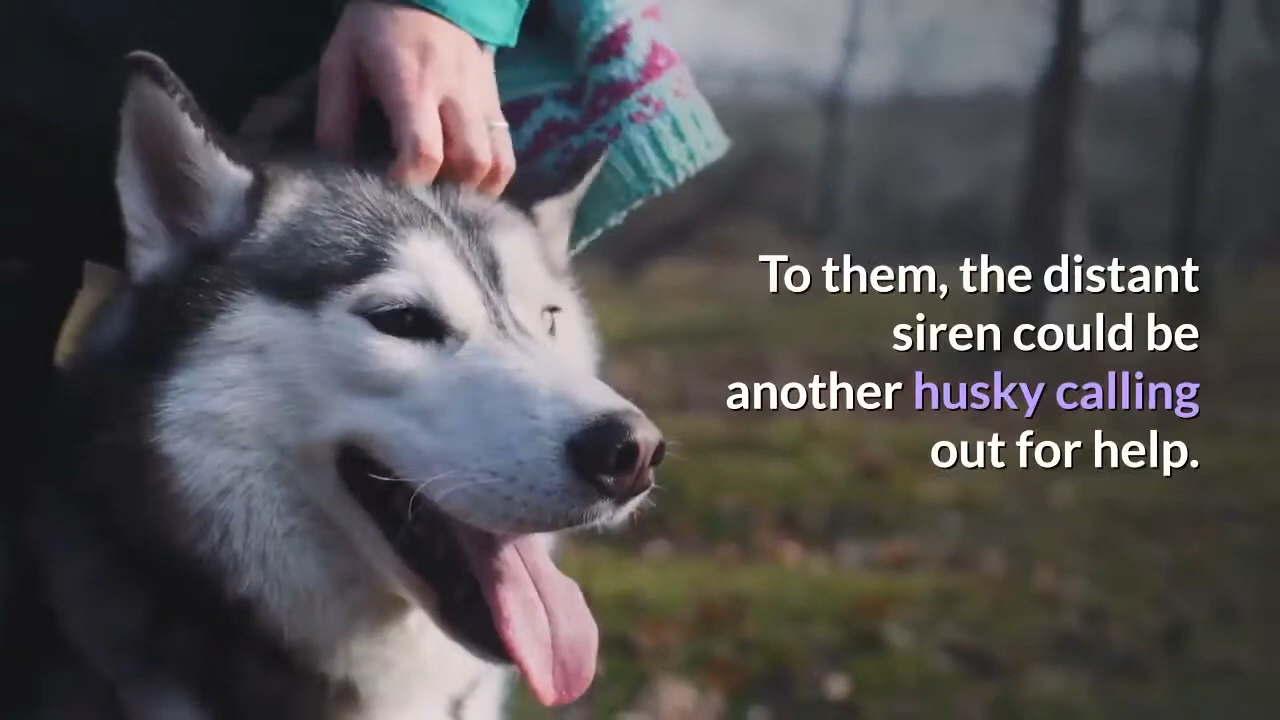 To them, the distant
siren could be
another husky calling
out for help.